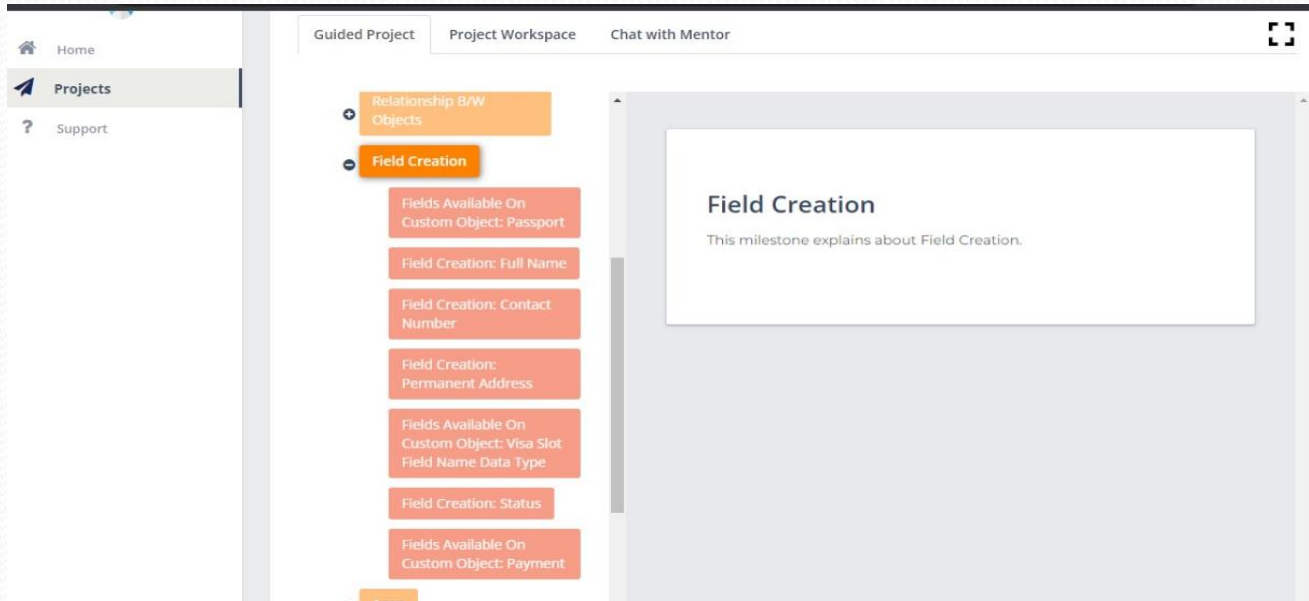 Home
Projects
? Support
Guided Project
Project Workspace
Chat with Mentor
Relationship B/W
Objects
Field Creation
Fields Available On
Custom Object: Passport
Field Creation: Full Name
Field Creation: Contact
Number
Field Creation:
Permanent Address
Fields Available On
Custom Object: Visa Slot
Field Name Data Type
Field Creation: Status
Fields Available On
Custom Object: Payment
Field Creation
This milestone explains about Field Creation.